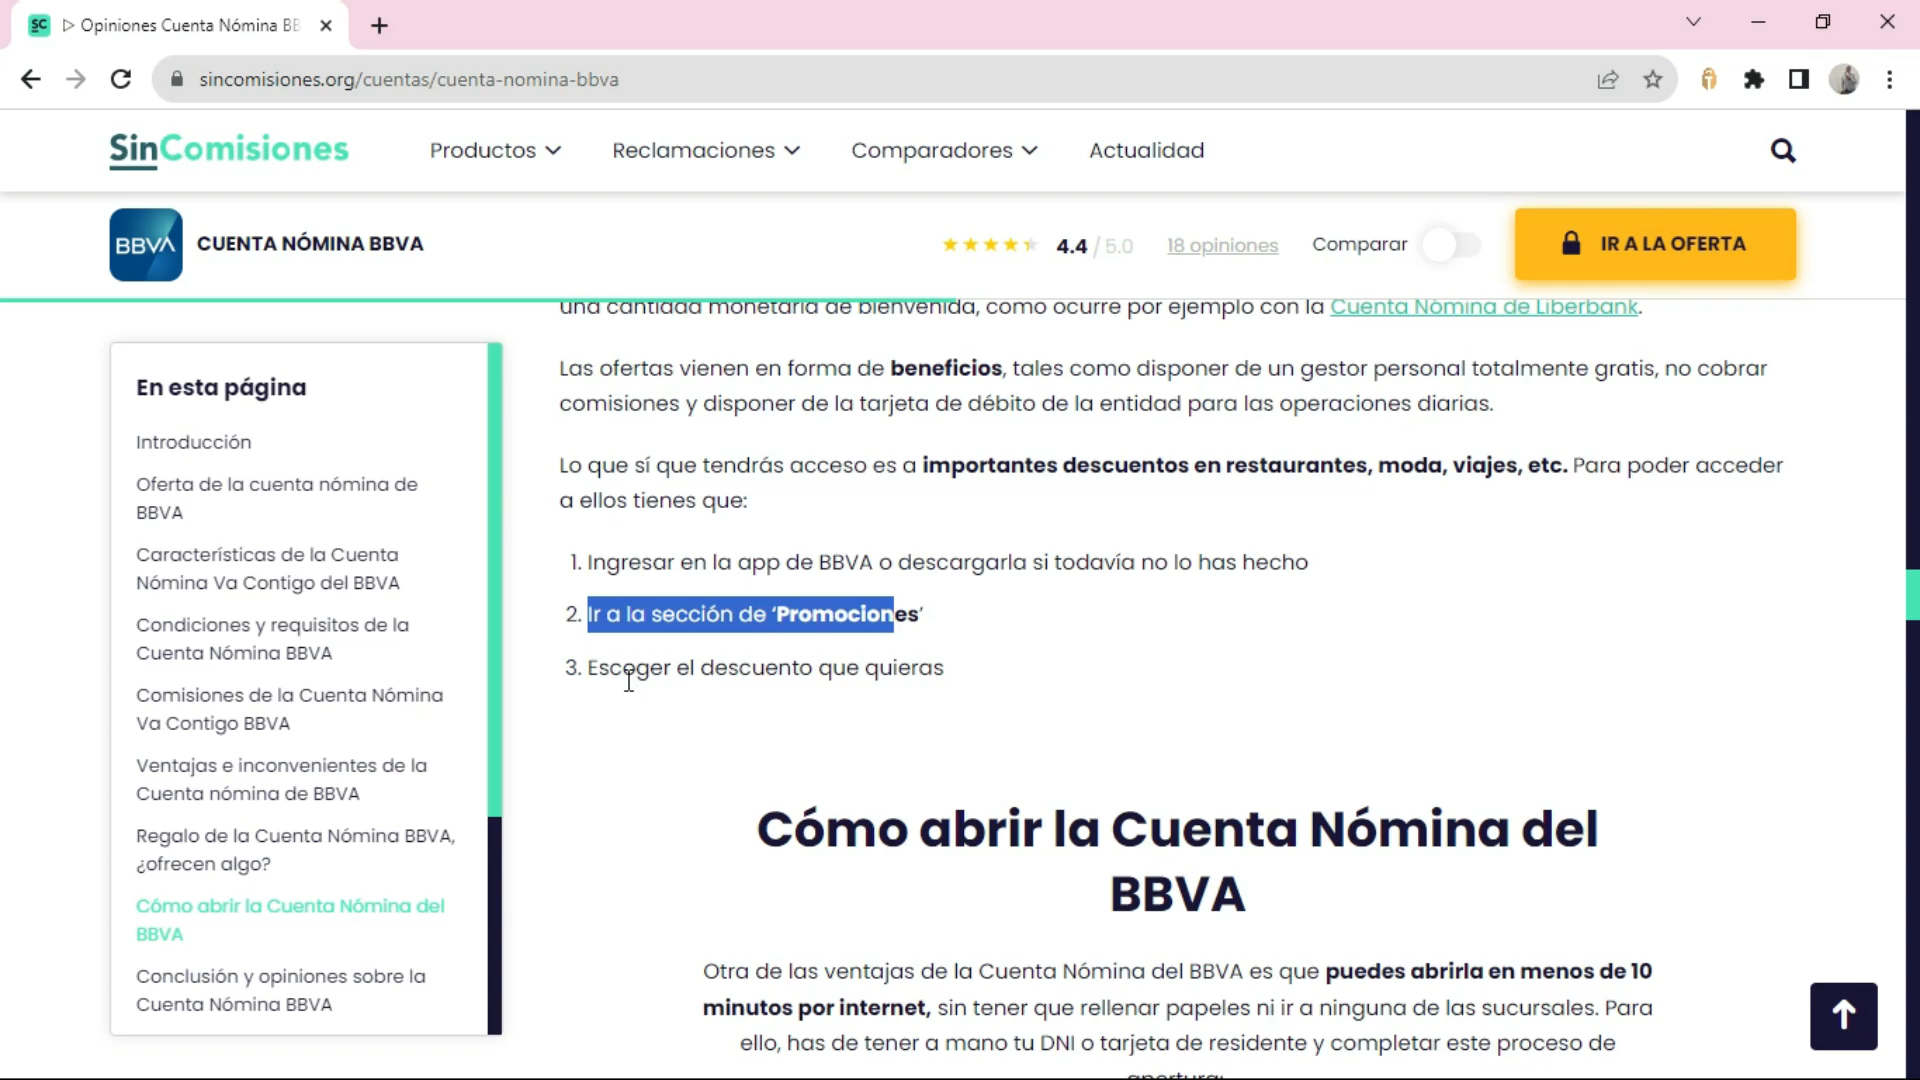 SC ▷ Opiniones Cuenta Nómina BB
sincomisiones.org/cuentas/cuenta-nomina-bbva
SinComisiones
Productos
Reclamaciones
Comparadores
Actualidad
BBVA
CUENTA NÓMINA BBVA
4.4 / 5.0
18 opiniones
Comparar
IR A LA OFERTA
una cantidad monetaria de bienvenida, como ocurre por ejemplo con la Cuenta Nómina de Liberbank.
Las ofertas vienen en forma de beneficios, tales como disponer de un gestor personal totalmente gratis, no cobrar
comisiones y disponer de la tarjeta de débito de la entidad para las operaciones diarias.
Lo que sí que tendrás acceso es a importantes descuentos en restaurantes, moda, viajes, etc. Para poder acceder
a ellos tienes que:
1. Ingresar en la app de BBVA o descargarla si todavía no lo has hecho
2. Ir a la sección de ‘Promociones’
3. Escoger el descuento que quieras
En esta página
Introducción
Oferta de la cuenta nómina de
BBVA
Características de la Cuenta
Nómina Va Contigo del BBVA
Condiciones y requisitos de la
Cuenta Nómina BBVA
Comisiones de la Cuenta Nómina
Va Contigo BBVA
Ventajas e inconvenientes de la
Cuenta nómina de BBVA
Regalo de la Cuenta Nómina BBVA,
¿ofrecen algo?
Cómo abrir la Cuenta Nómina del
BBVA
Conclusión y opiniones sobre la
Cuenta Nómina BBVA
Cómo abrir la Cuenta Nómina del
BBVA
Otra de las ventajas de la Cuenta Nómina del BBVA es que puedes abrirla en menos de 10
minutos por internet, sin tener que rellenar papeles ni ir a ninguna de las sucursales. Para
ello, has de tener a mano tu DNI o tarjeta de residente y completar este proceso de
apertura: